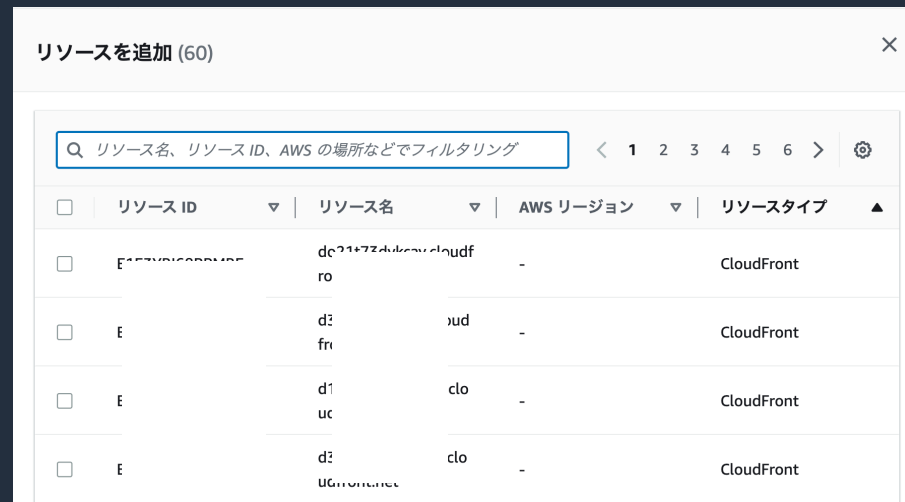 リソースを追加 (60)
リソース名、リソース ID、AWS の場所などでフィルタリング
1 2 3 4 5 6
リソース ID リソース名 AWS リージョン リソースタイプ
- CloudFront
- CloudFront
- CloudFront
- CloudFront